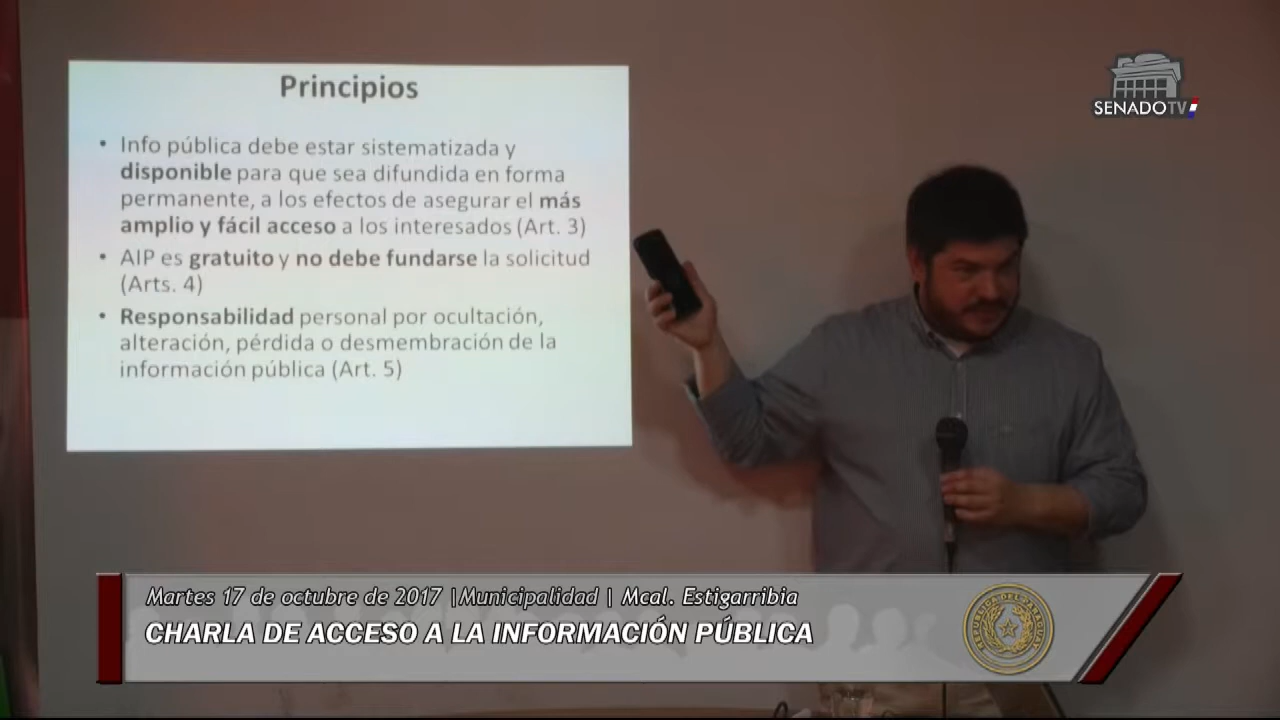 Principios
• Info pública debe estar sistematizada y
disponible para que sea difundida en forma
permanente, a los efectos de asegurar el más
amplio y fácil acceso a los interesados (Art. 3)
• AIP es gratuito y no debe fundarse la solicitud
(Arts. 4)
• Responsabilidad personal por ocultación,
alteración, pérdida o desmembración de la
información pública (Art. 5)
SENADOTV
Martes 17 de octubre de 2017 |Municipalidad | Mcal. Estigarribia
CHARLA DE ACCESO A LA INFORMACIÓN PÚBLICA
REPUBLICA DEL PARAGUAY